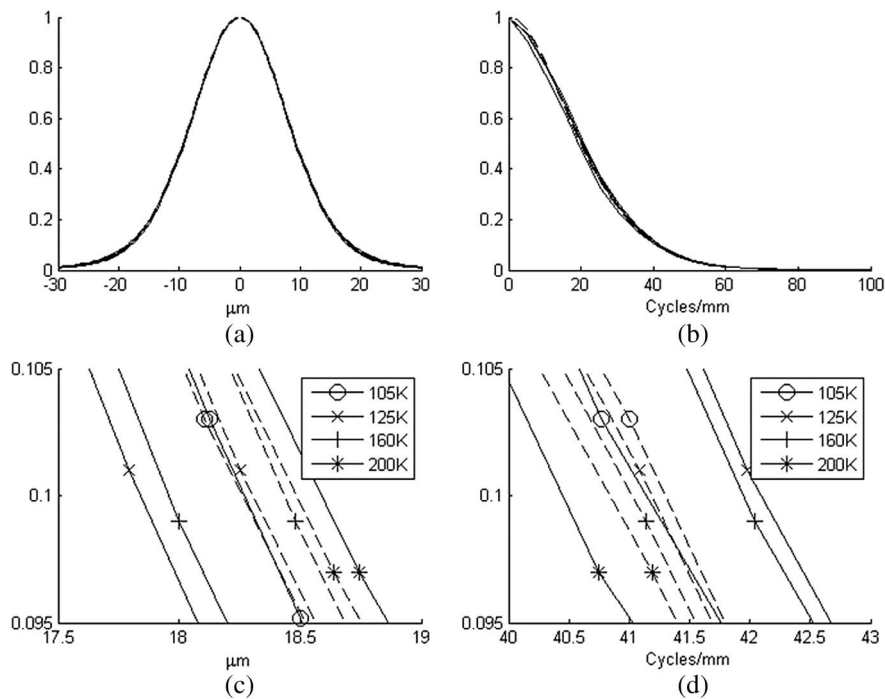 1
0.8
0.6
0.4
0.2
0
-30 -20 -10 0 10 20 30
µm
(a)
1
0.8
0.6
0.4
0.2
0
0 20 40 60 80 100
Cycles/mm
(b)
0.105
0.1
0.095
17.5 18 18.5 19
µm
105K
125K
160K
200K
(c)
0.105
0.1
0.095
40 40.5 41 41.5 42 42.5 43
Cycles/mm
105K
125K
160K
200K
(d)